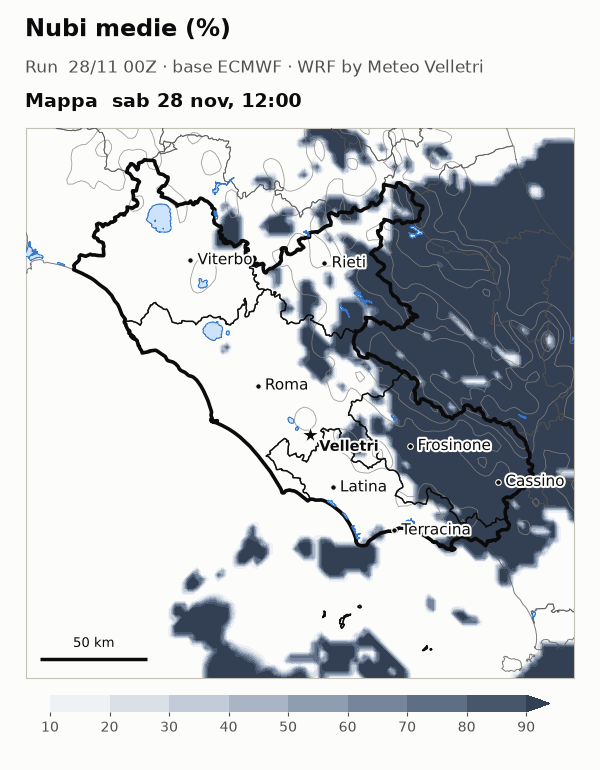 Nubi medie (%)
Run  28/11 00Z · base ECMWF · WRF by Meteo Velletri
Mappa  sab 28 nov, 12:00
Viterbo
Rieti
Roma
Velletri
Frosinone
Latina
Cassino
Terracina
50 km
10 20 30 40 50 60 70 80 90